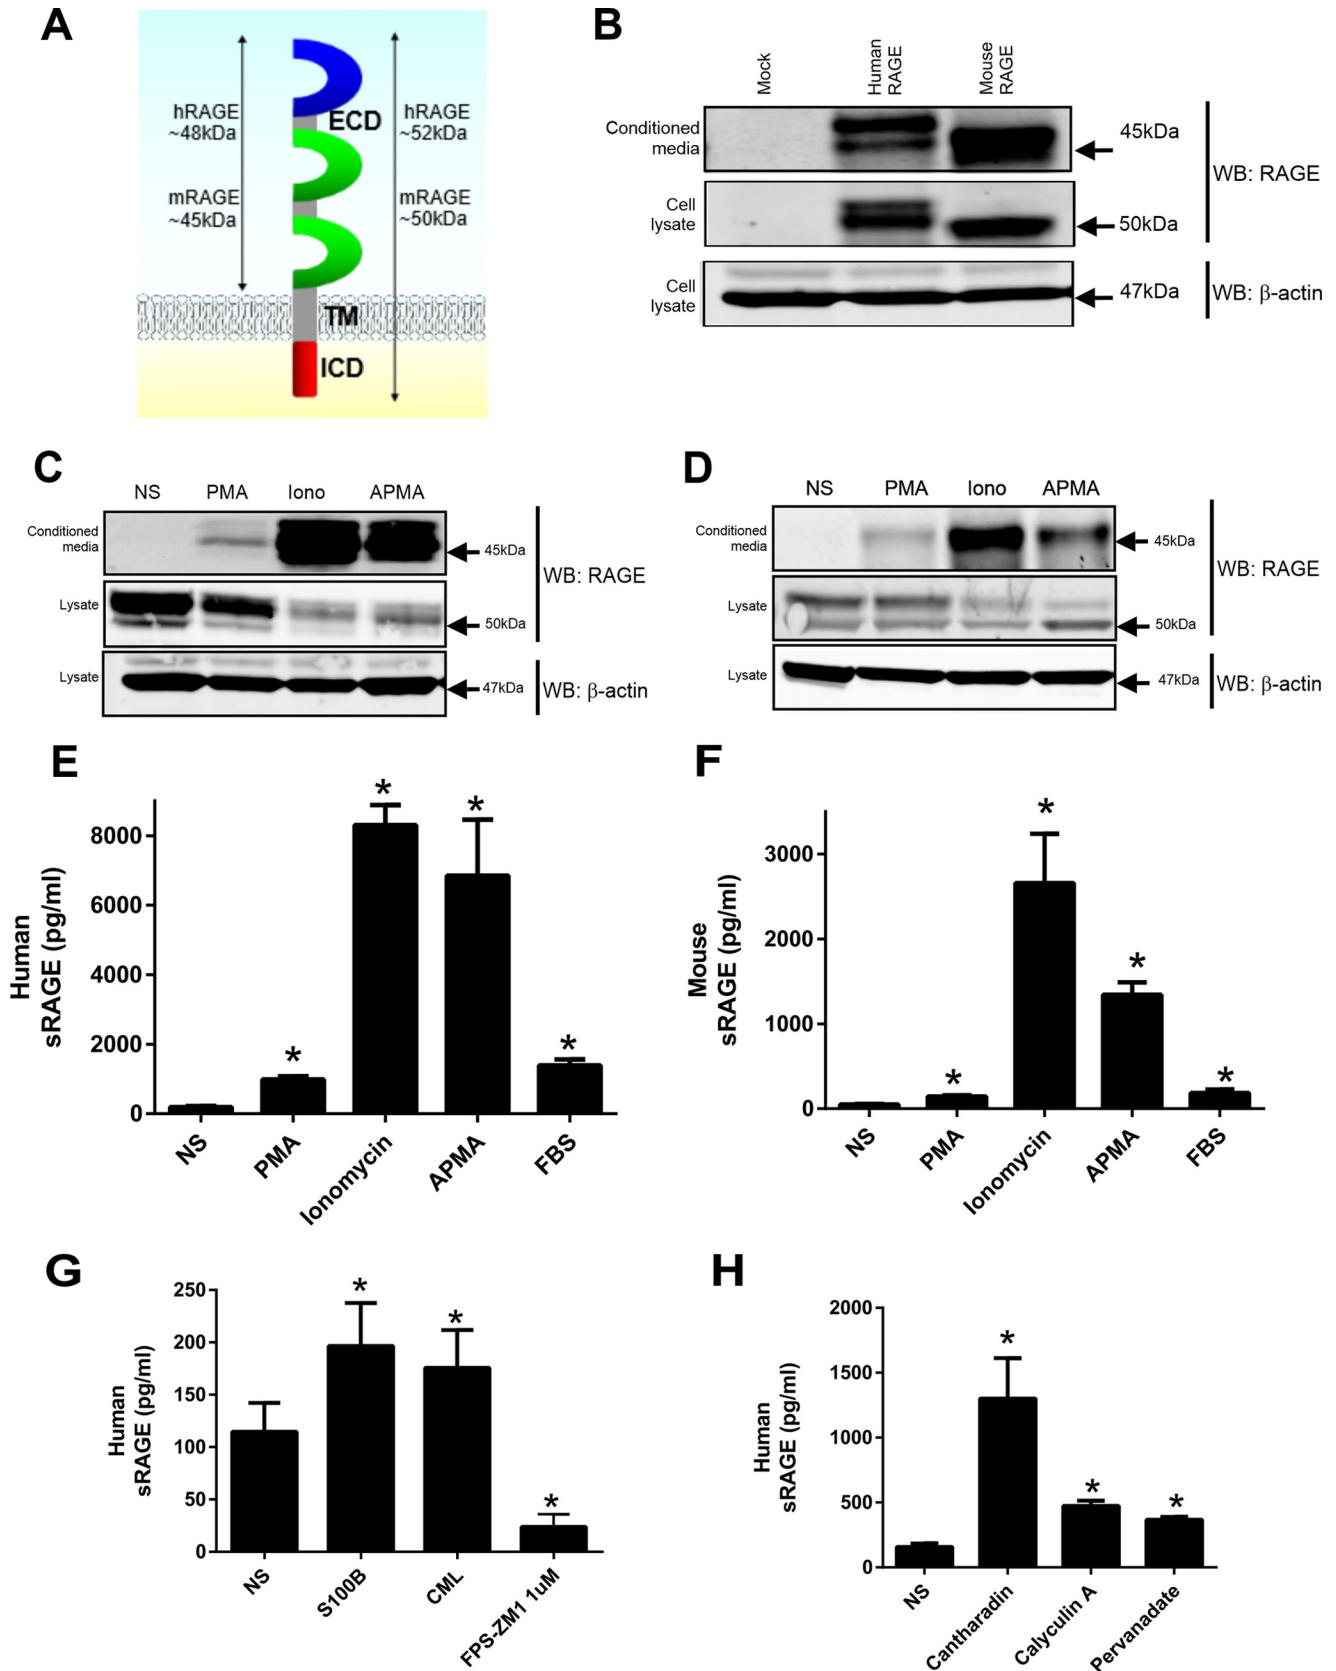 A
hRAGE
~48kDa
mRAGE
~45kDa
ECD
hRAGE
~52kDa
mRAGE
~50kDa
TM
ICD
B
Mock
Human
RAGE
Mouse
RAGE
Conditioned
media
45kDa
Cell
lysate
50kDa
WB: RAGE
Cell
lysate
47kDa
WB: β-actin
C
NS PMA Iono APMA
Conditioned
media
45kDa
WB: RAGE
Lysate
50kDa
Lysate
47kDa
WB: β-actin
D
NS PMA Iono APMA
Conditioned
media
45kDa
WB: RAGE
Lysate
50kDa
Lysate
47kDa
WB: β-actin
E
Human
sRAGE (pg/ml)
8000
6000
4000
2000
0
* * * *
NS PMA Ionomycin APMA FBS
F
Mouse
sRAGE (pg/ml)
3000
2000
1000
0
* * * *
NS PMA Ionomycin APMA FBS
G
Human
sRAGE (pg/ml)
250
200
150
100
50
0
* * *
NS S100B CML FPS-ZM1 1uM
H
Human
sRAGE (pg/ml)
2000
1500
1000
500
0
* * *
NS Cantharadin Calyculin A Pervanadate